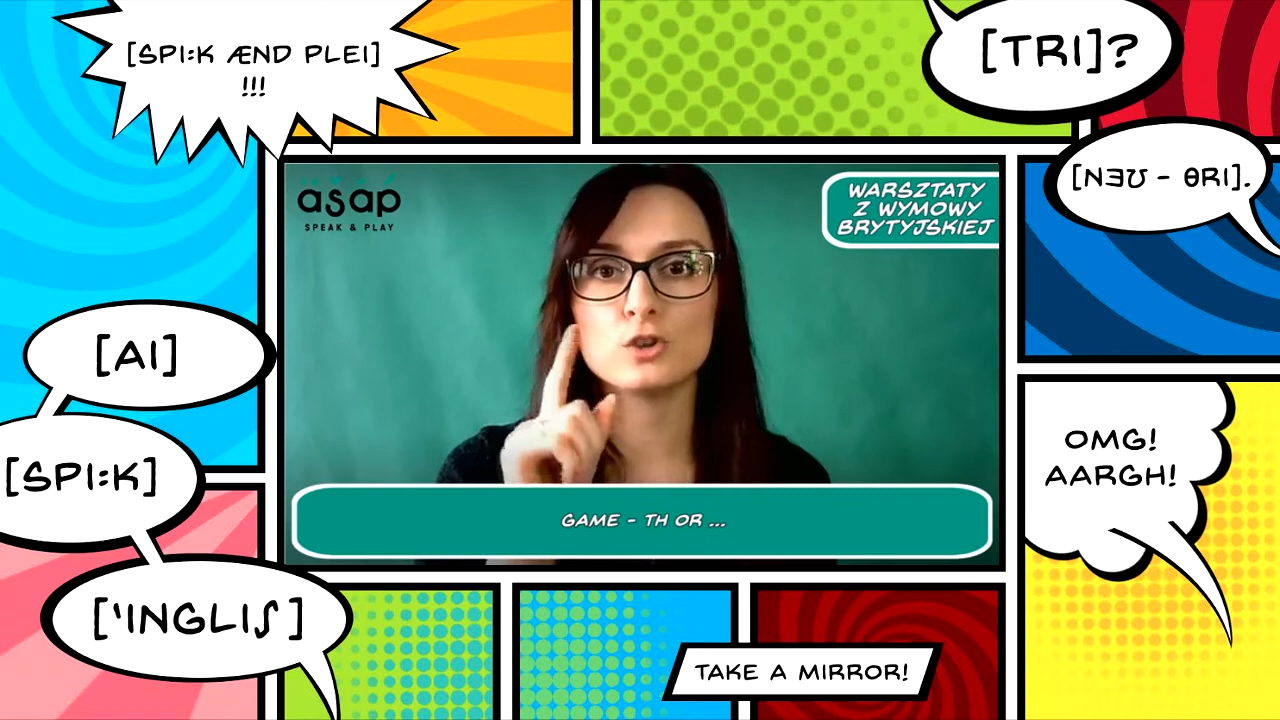 [SPI:K ÆND PLEI]
!!!
[TRI]?
[NƎƱ - ΘRI].
asap
SPEAK & PLAY
WARSZTATY
Z WYMOWY
BRYTYJSKIEJ
[AI]
[SPI:K]
['INGLIʃ]
OMG!
AARGH!
GAME - TH OR ...
TAKE A MIRROR!